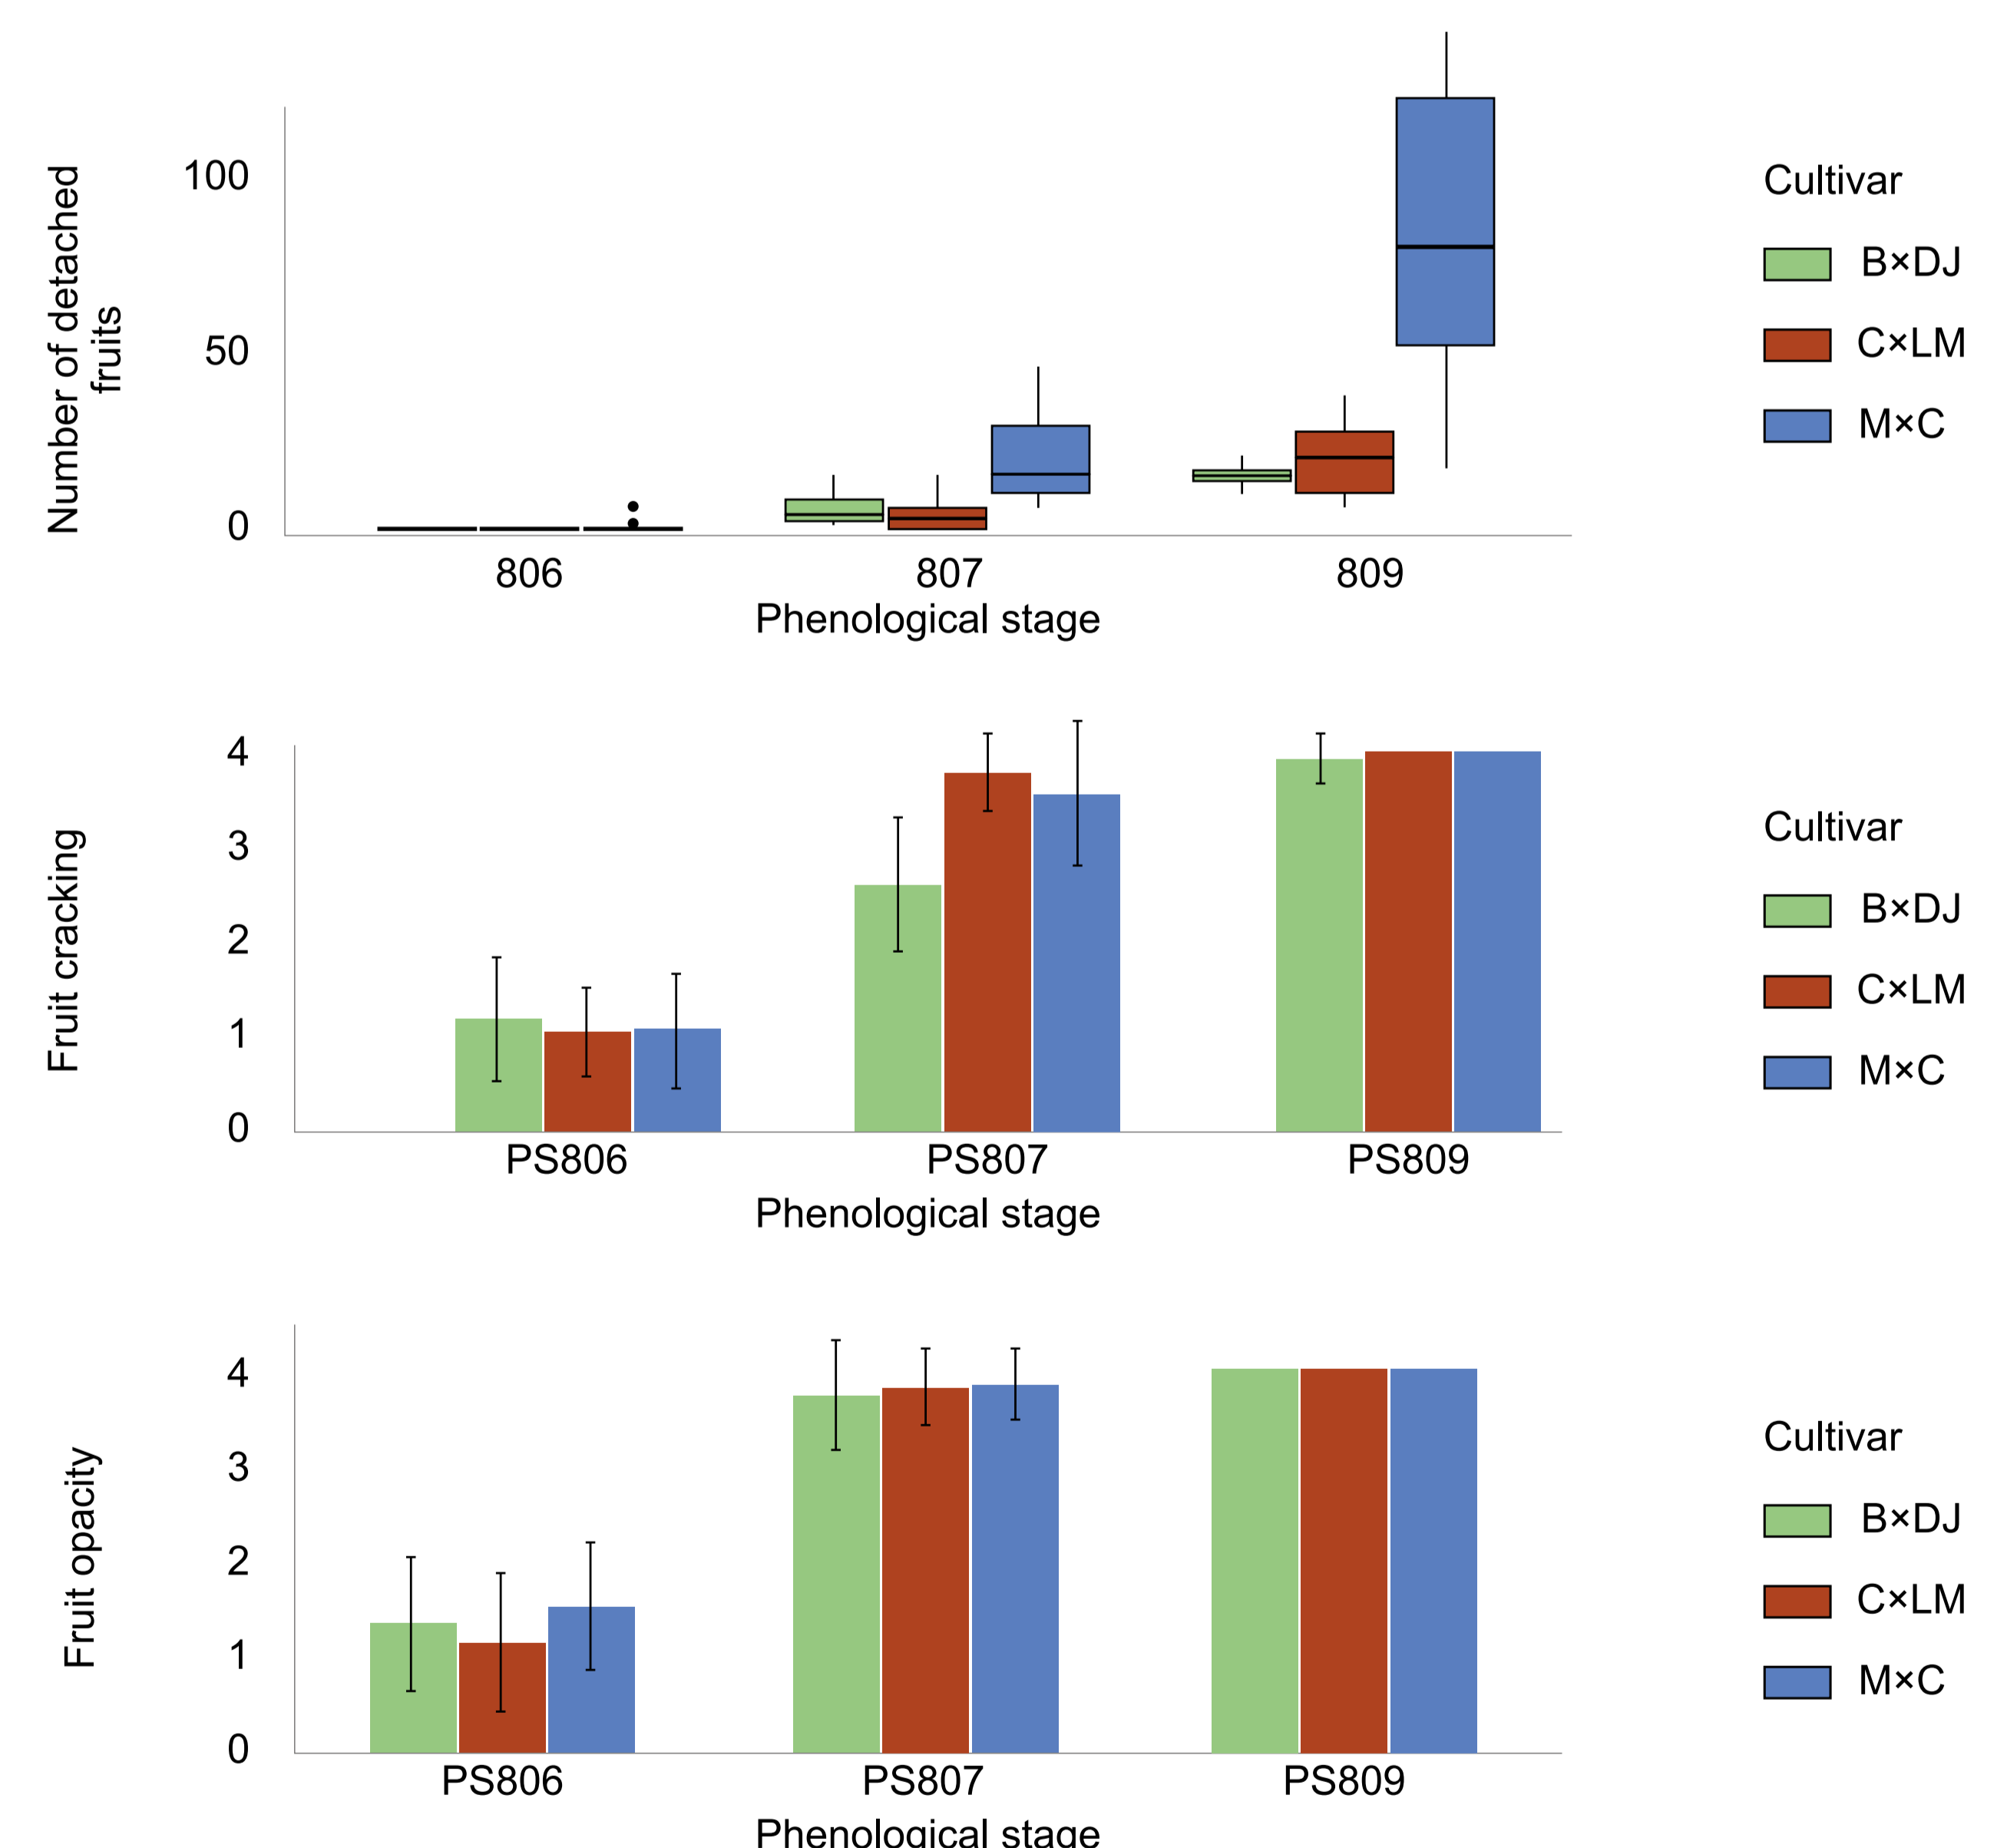 Number of detached
fruits
100
50
0
806 807 809
Phenological stage
Cultivar
B×DJ
C×LM
M×C
Fruit cracking
4
3
2
1
0
PS806 PS807 PS809
Phenological stage
Cultivar
B×DJ
C×LM
M×C
Fruit opacity
4
3
2
1
0
PS806 PS807 PS809
Phenological stage
Cultivar
B×DJ
C×LM
M×C